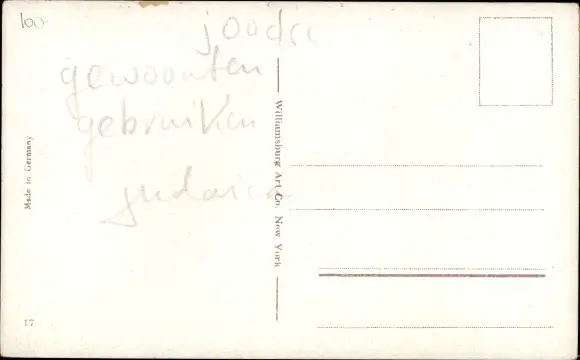 100
joodse
gewoonten
gebruiken
judaica
Made in Germany
Williamsburg Art Co. New York
17